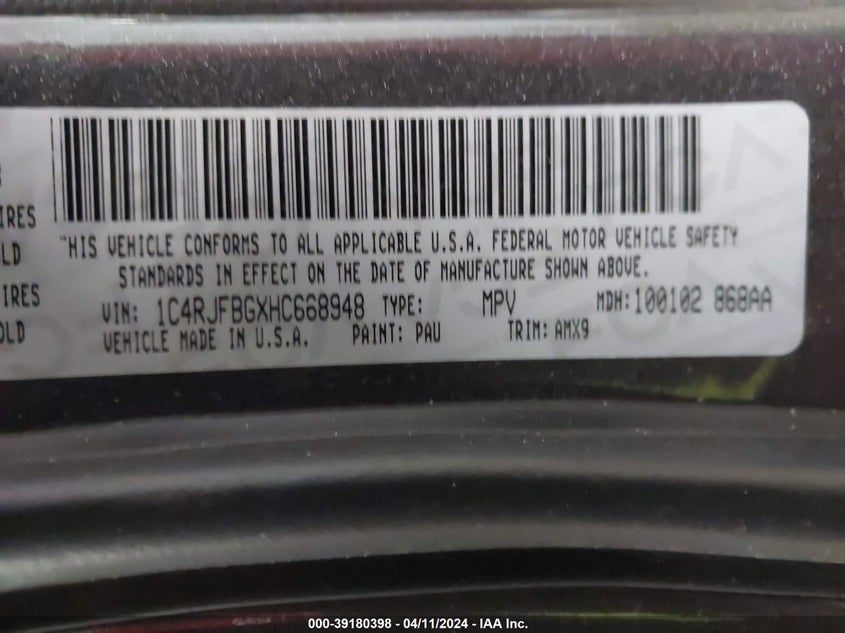 IRES
LD
IRES
OLD
HIS VEHICLE CONFORMS TO ALL APPLICABLE U.S.A. FEDERAL MOTOR VEHICLE SAFETY
STANDARDS IN EFFECT ON THE DATE OF MANUFACTURE SHOWN ABOVE.
VIN: 1C4RJFBGXHC668948 TYPE: MPV MDH:100102 868AA
VEHICLE MADE IN U.S.A. PAINT: PAU TRIM: AMX9
000-39180398 - 04/11/2024 - IAA Inc.